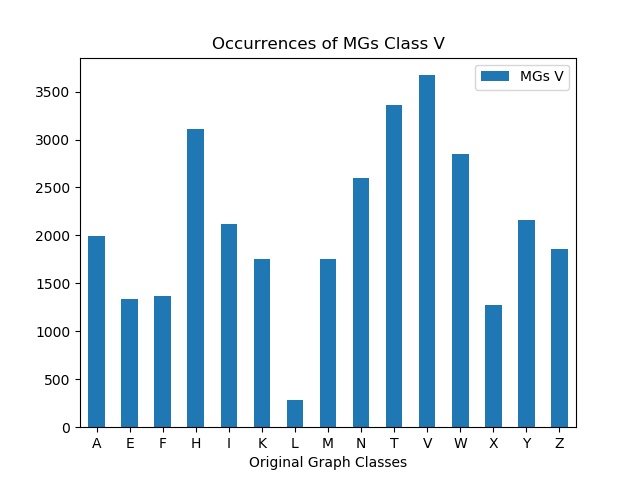 Occurrences of MGs Class V
MGs V
3500
3000
2500
2000
1500
1000
500
0
A E F H I K L M N T V W X Y Z
Original Graph Classes